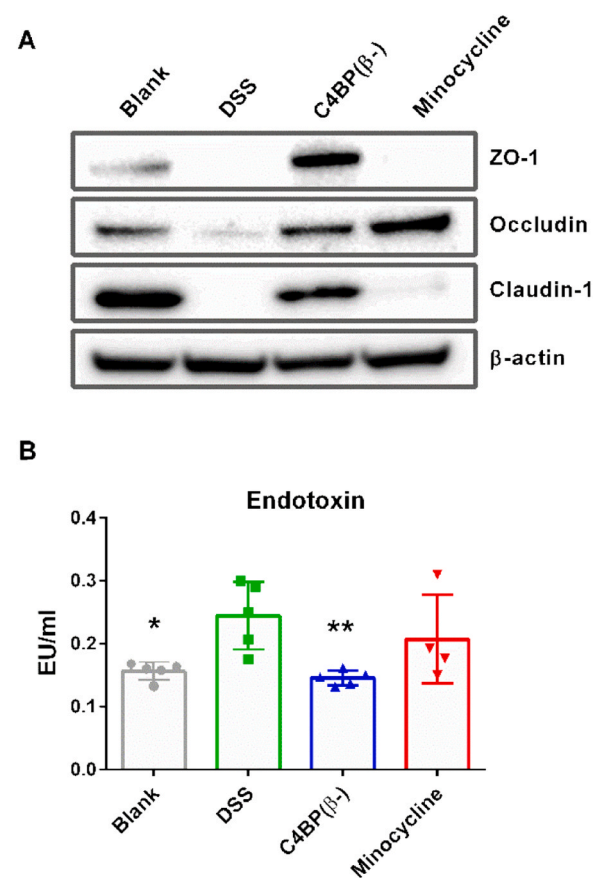 A
Blank
DSS
C4BP(β-)
Minocycline
ZO-1
Occludin
Claudin-1
β-actin
B
Endotoxin
EU/ml
0.4
0.3
0.2
0.1
0.0
*
**
Blank
DSS
C4BP(β-)
Minocycline